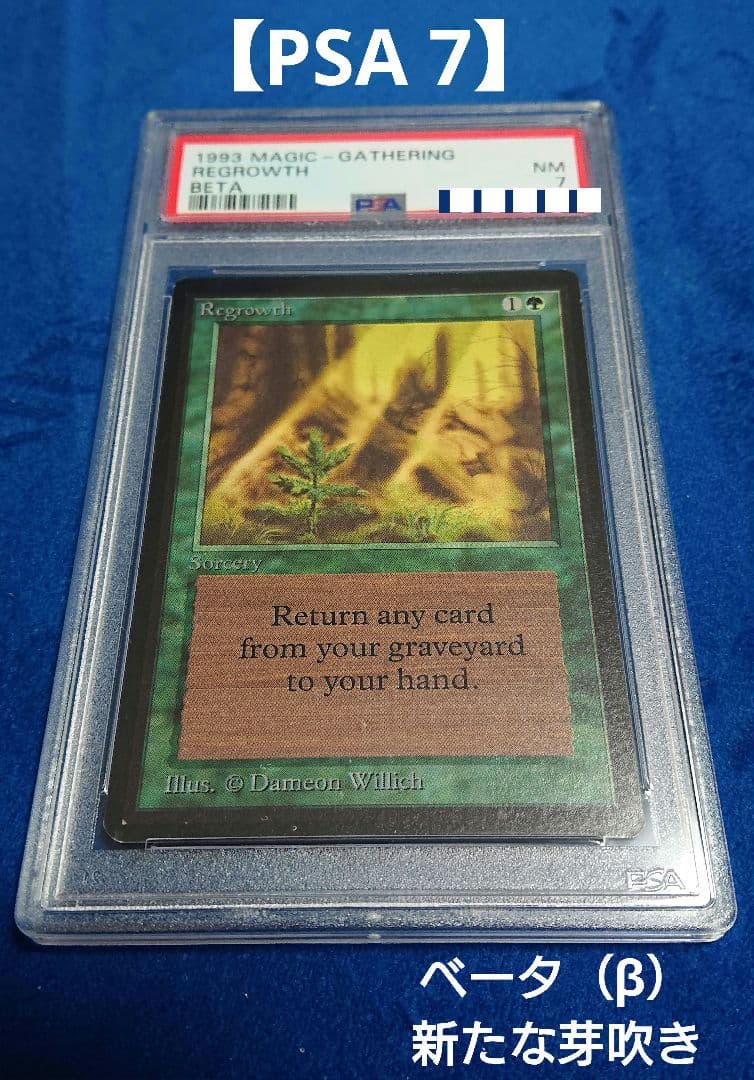 【PSA 7】
1993 MAGIC - GATHERING
REGROWTH NM
BETA 7
PSA
Regrowth 1
Sorcery
Return any card
from your graveyard
to your hand.
Illus. © Dameon Willich
PSA
ベータ（β）
新たな芽吹き